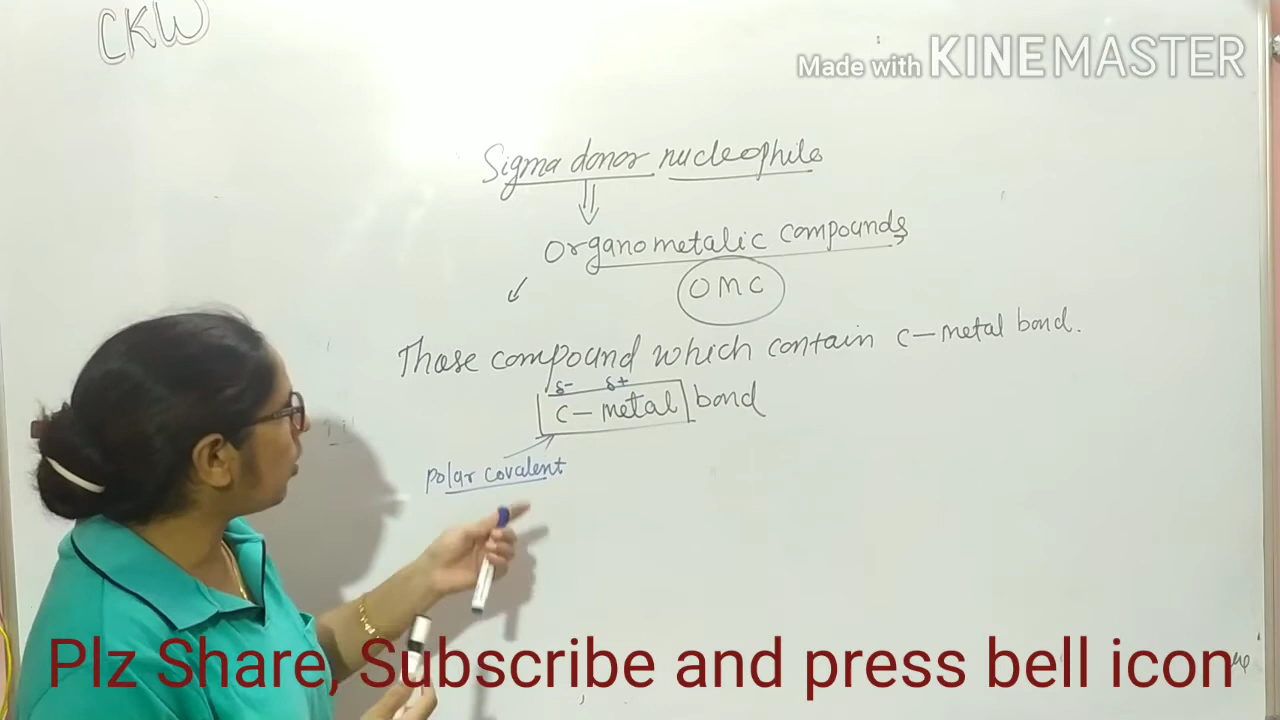 CKW
Made with KINEMASTER
Sigma donor nucleophile
Organometalic compounds
OMC
Those compound which contain C-metal bond.
δ- δ+
C-metal bond
polar covalent
Plz Share, Subscribe and press bell icon